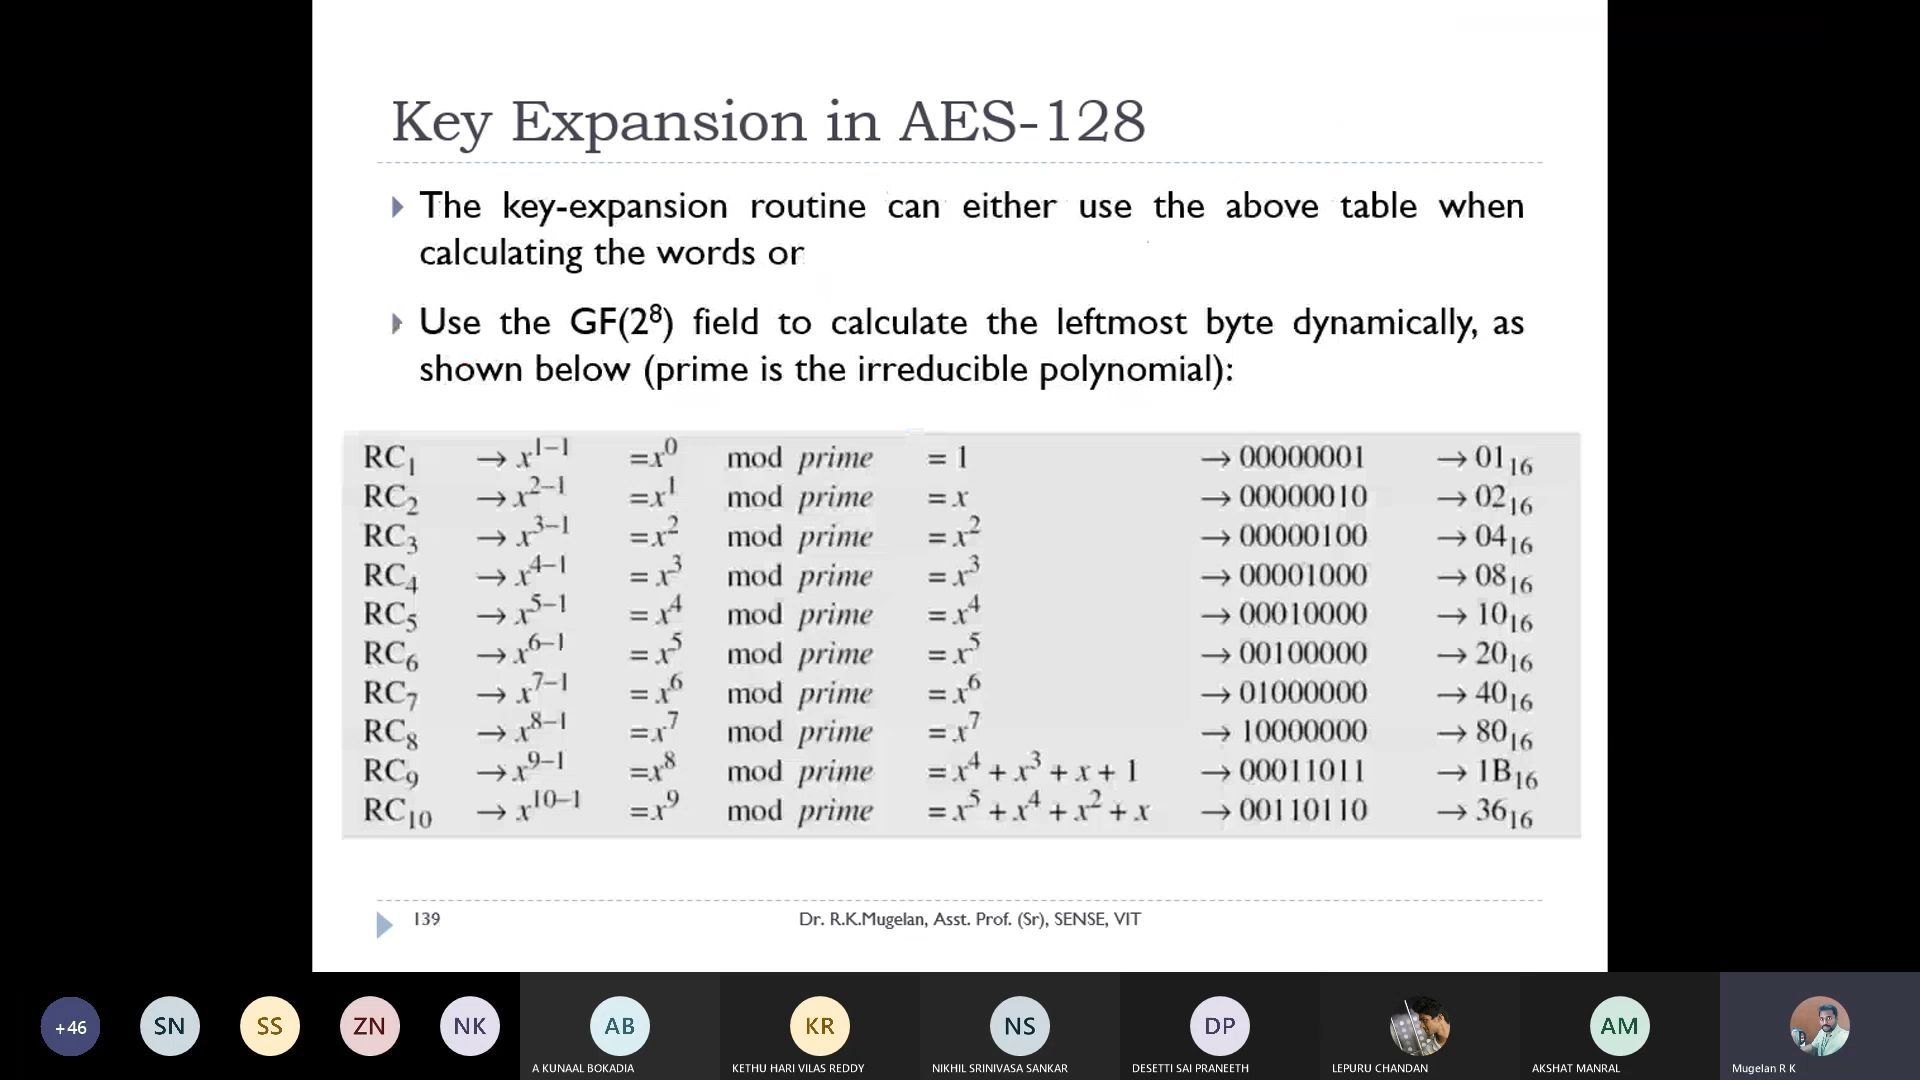 Key Expansion in AES-128
The key-expansion routine can either use the above table when
calculating the words or
Use the GF(2⁸) field to calculate the leftmost byte dynamically, as
shown below (prime is the irreducible polynomial):
RC₁ → x¹⁻¹ =x⁰ mod prime = 1 → 00000001 → 01₁₆
RC₂ → x²⁻¹ =x¹ mod prime = x → 00000010 → 02₁₆
RC₃ → x³⁻¹ =x² mod prime = x² → 00000100 → 04₁₆
RC₄ → x⁴⁻¹ = x³ mod prime = x³ → 00001000 → 08₁₆
RC₅ → x⁵⁻¹ = x⁴ mod prime = x⁴ → 00010000 → 10₁₆
RC₆ → x⁶⁻¹ = x⁵ mod prime = x⁵ → 00100000 → 20₁₆
RC₇ → x⁷⁻¹ = x⁶ mod prime = x⁶ → 01000000 → 40₁₆
RC₈ → x⁸⁻¹ =x⁷ mod prime = x⁷ → 10000000 → 80₁₆
RC₉ → x⁹⁻¹ =x⁸ mod prime = x⁴ + x³ + x + 1 → 00011011 → 1B₁₆
RC₁₀ → x¹⁰⁻¹ =x⁹ mod prime = x⁵ + x⁴ + x² + x → 00110110 → 36₁₆
139 Dr. R.K.Mugelan, Asst. Prof. (Sr), SENSE, VIT
+46 SN SS ZN NK AB KR NS DP AM
A KUNAAL BOKADIA KETHU HARI VILAS REDDY NIKHIL SRINIVASA SANKAR DESETTI SAI PRANEETH LEPURU CHANDAN AKSHAT MANRAL Mugelan R K